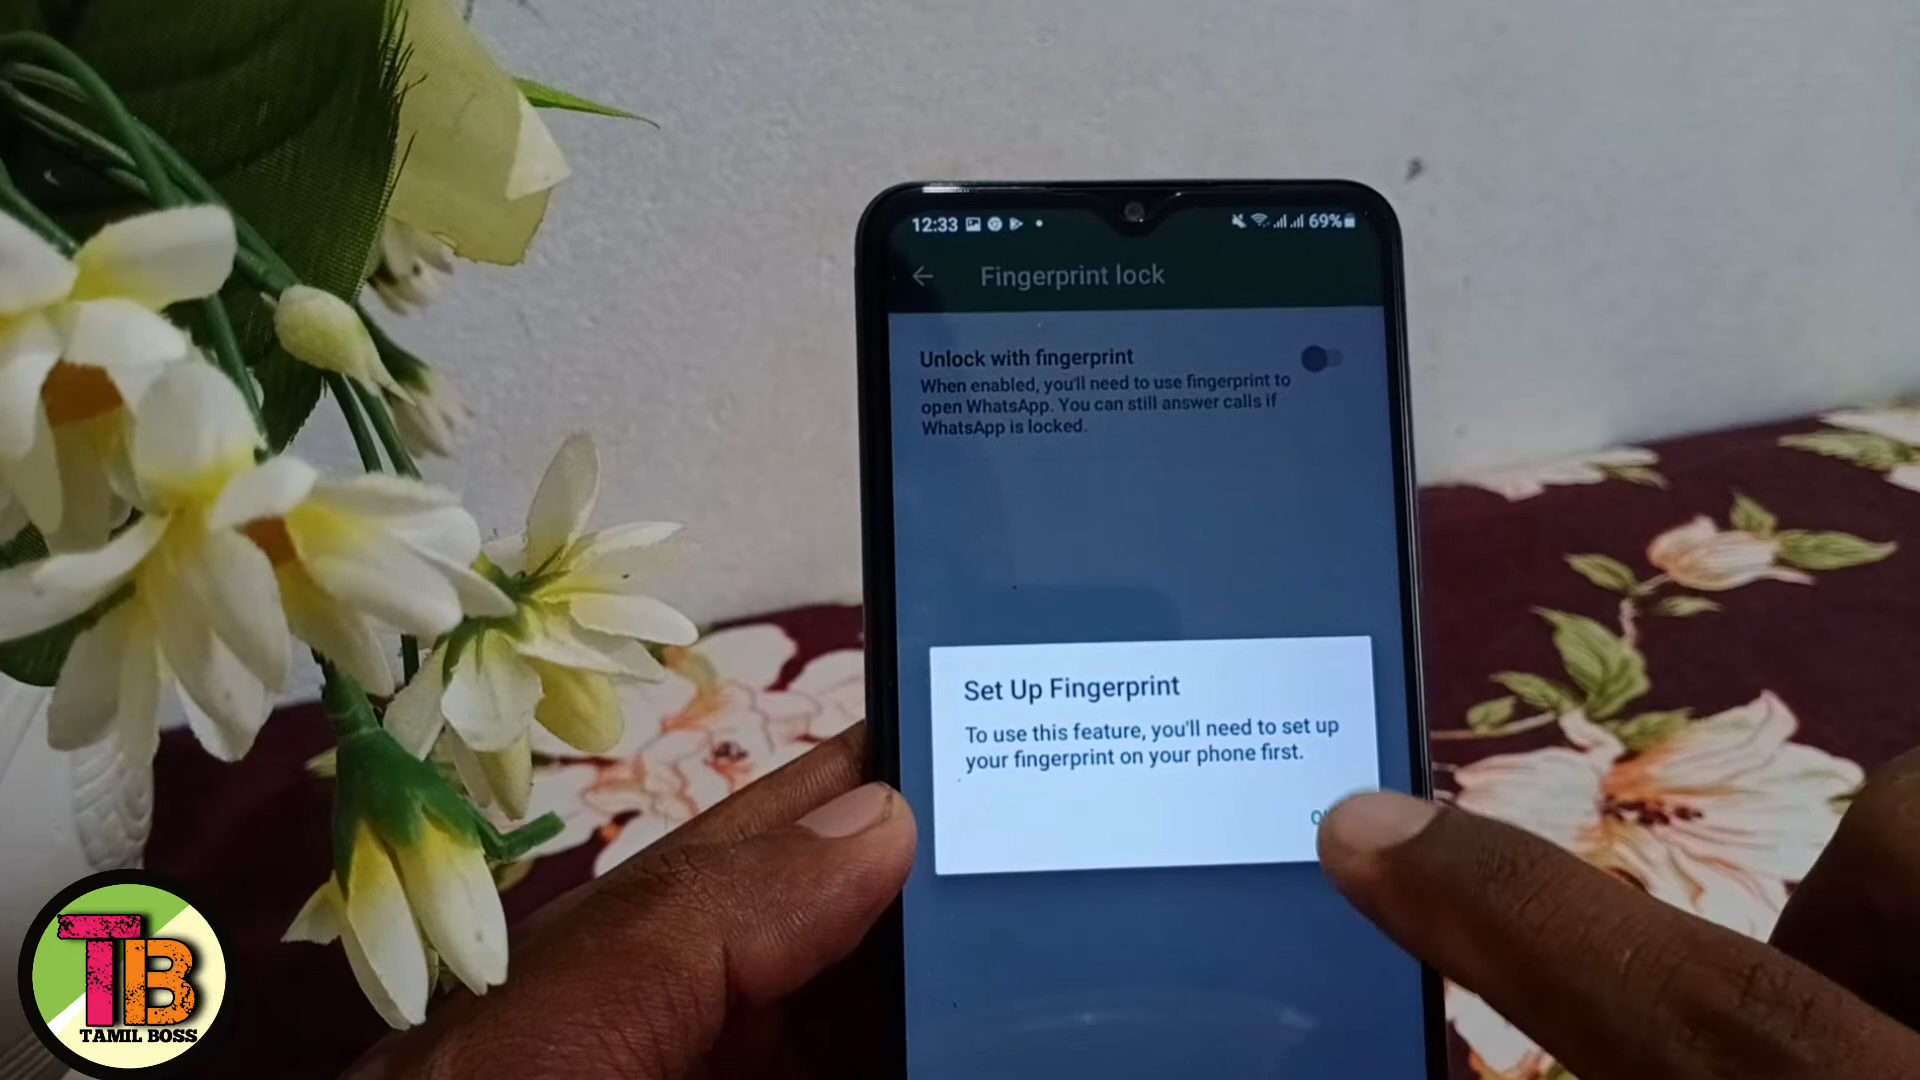 12:33
69%
Fingerprint lock
Unlock with fingerprint
When enabled, you'll need to use fingerprint to
open WhatsApp. You can still answer calls if
WhatsApp is locked.
Set Up Fingerprint
To use this feature, you'll need to set up
your fingerprint on your phone first.
TB
TAMIL BOSS